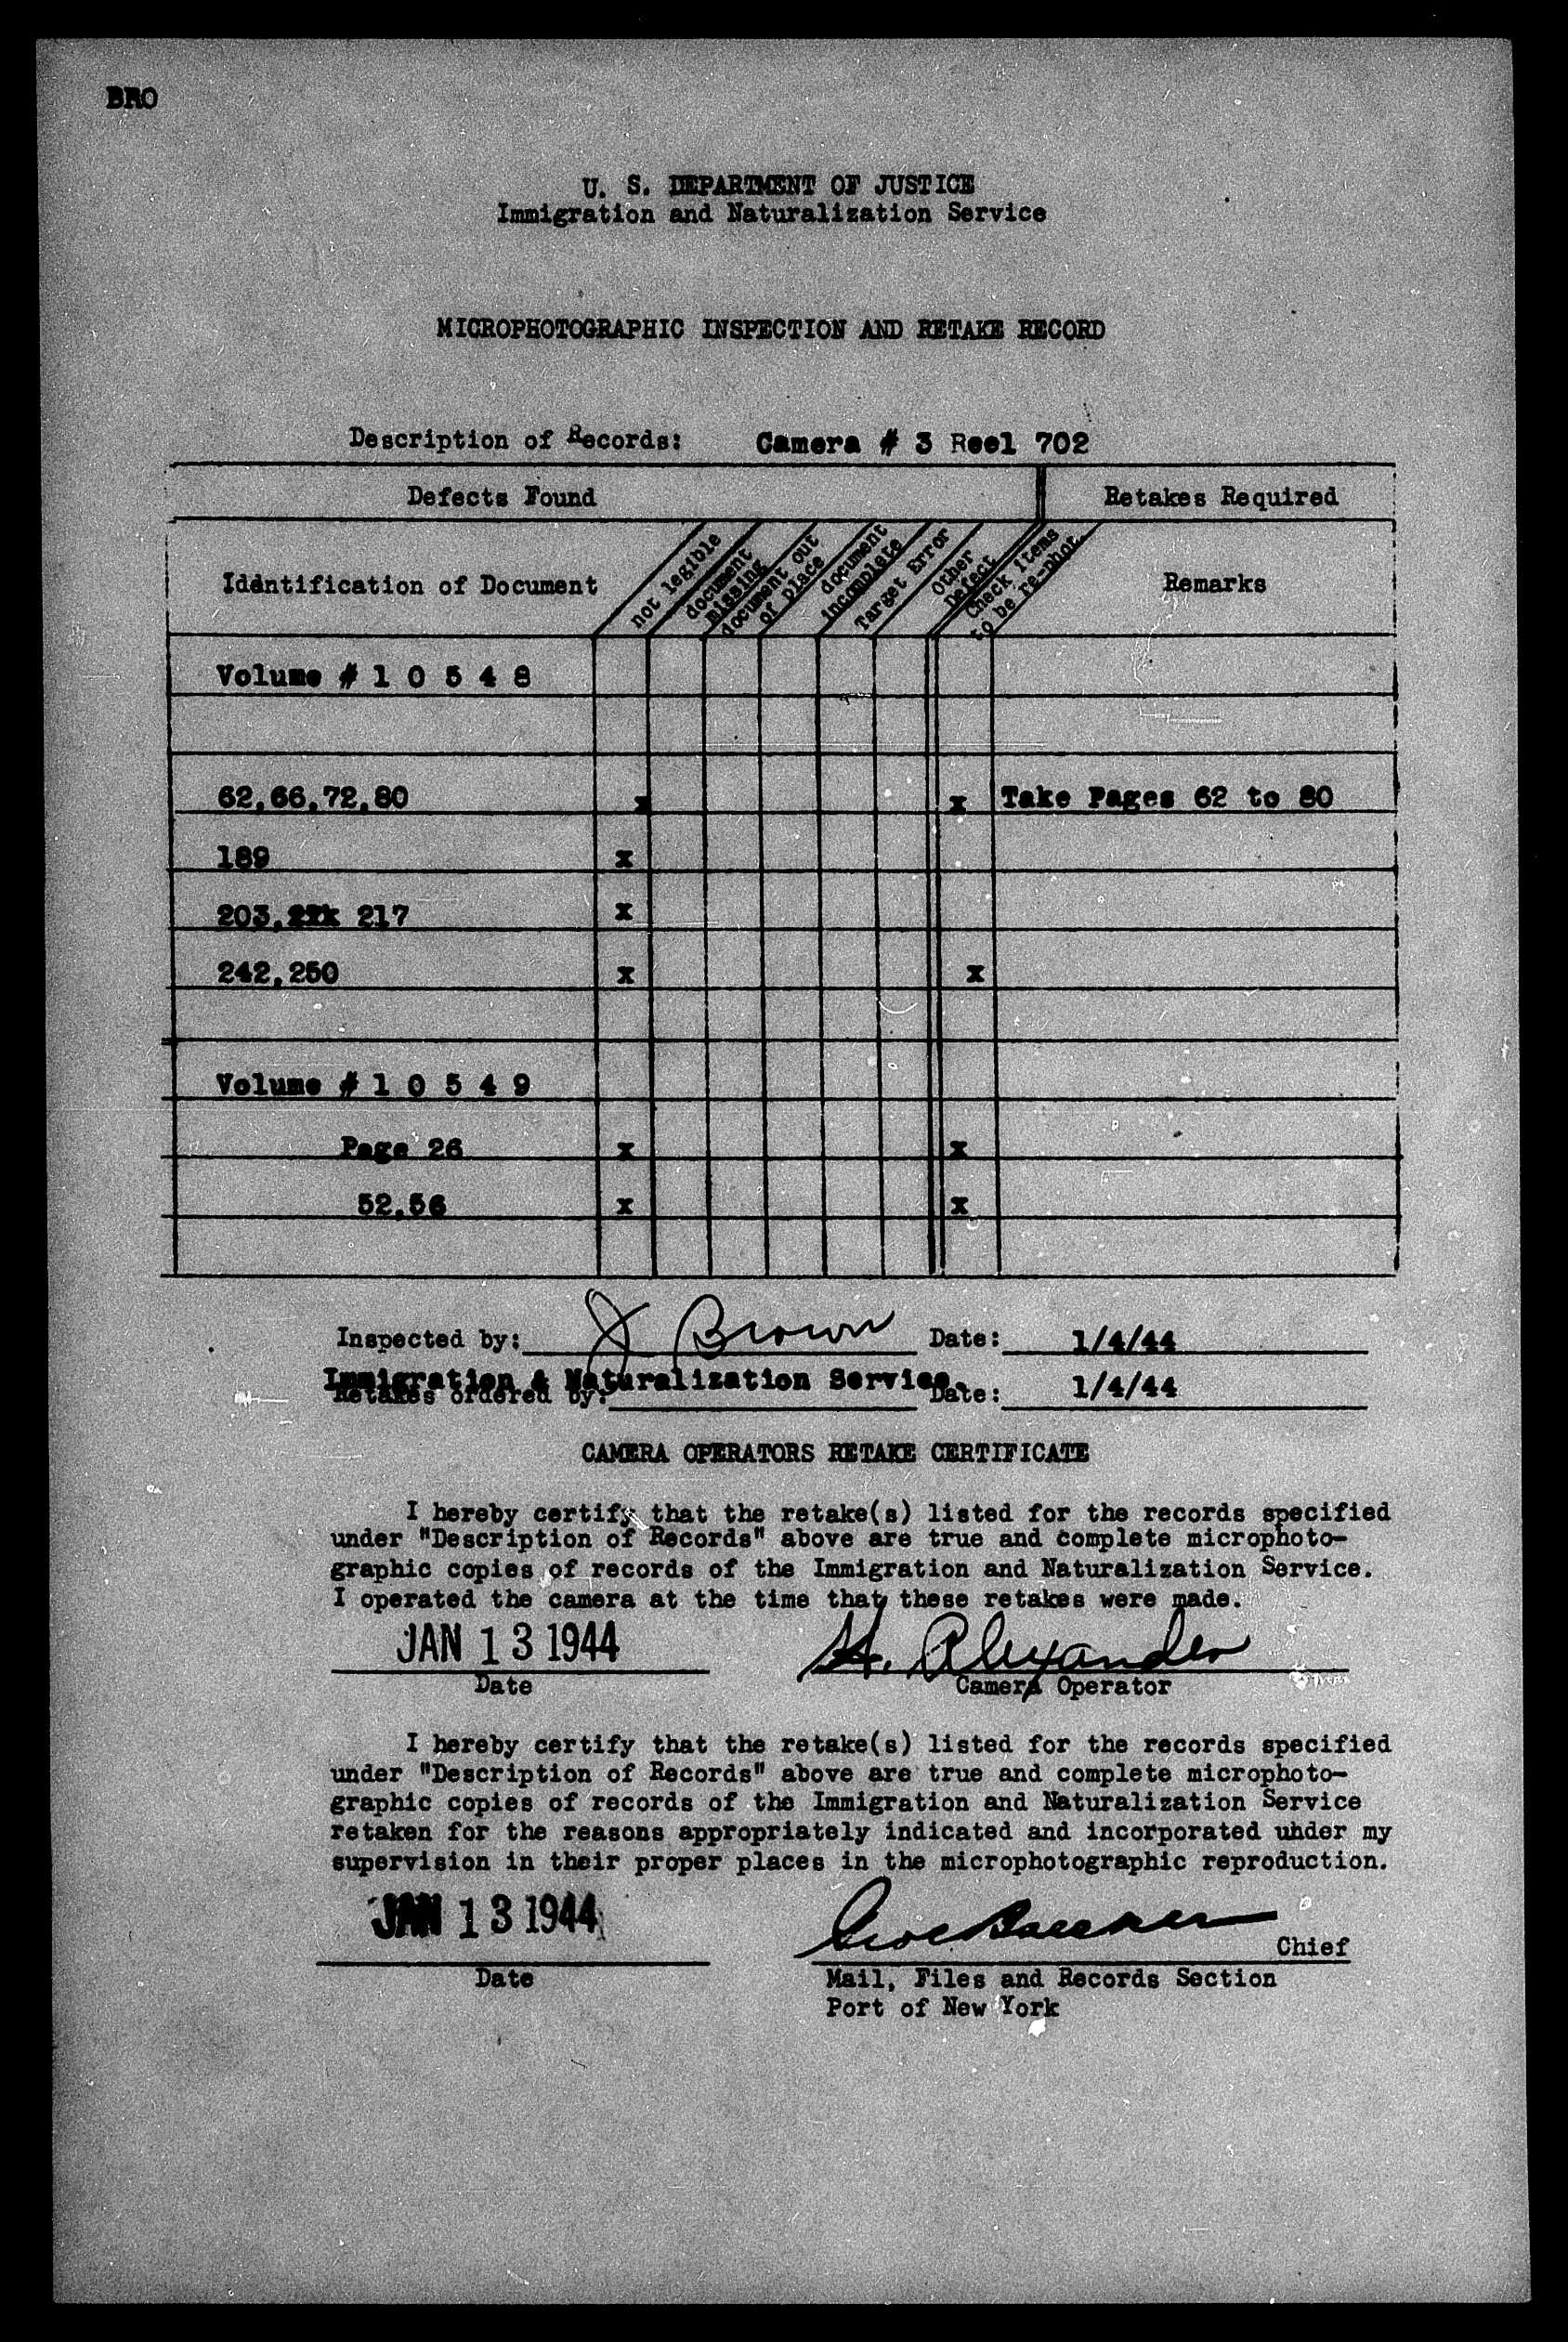 BRO
U. S. DEPARTMENT OF JUSTICE
Immigration and Naturalization Service
MICROPHOTOGRAPHIC INSPECTION AND RETAKE RECORD
Description of Records: Camera # 3 Reel 702
Defects Found Retakes Required
Identification of Document
not legible
document
missing
document out
of place
document
incomplete
Target Error
Other
Defect
Check items
to be re-phot.
Remarks
Volume # 1 0 5 4 8
62,66,72,80 x x Take Pages 62 to 80
189 x
203, 217 x
242,250 x x
Volume # 1 0 5 4 9
Page 26 x x
52,56 x x
Inspected by: J Brown Date: 1/4/44
Immigration & Naturalization Service
Retakes ordered by: Date: 1/4/44
CAMERA OPERATORS RETAKE CERTIFICATE
I hereby certify that the retake(s) listed for the records specified
under "Description of Records" above are true and complete microphoto-
graphic copies of records of the Immigration and Naturalization Service.
I operated the camera at the time that these retakes were made.
JAN 13 1944 H. Alexander
Date Camera Operator
I hereby certify that the retake(s) listed for the records specified
under "Description of Records" above are true and complete microphoto-
graphic copies of records of the Immigration and Naturalization Service
retaken for the reasons appropriately indicated and incorporated under my
supervision in their proper places in the microphotographic reproduction.
JAN 13 1944
Chief
Date Mail, Files and Records Section
Port of New York